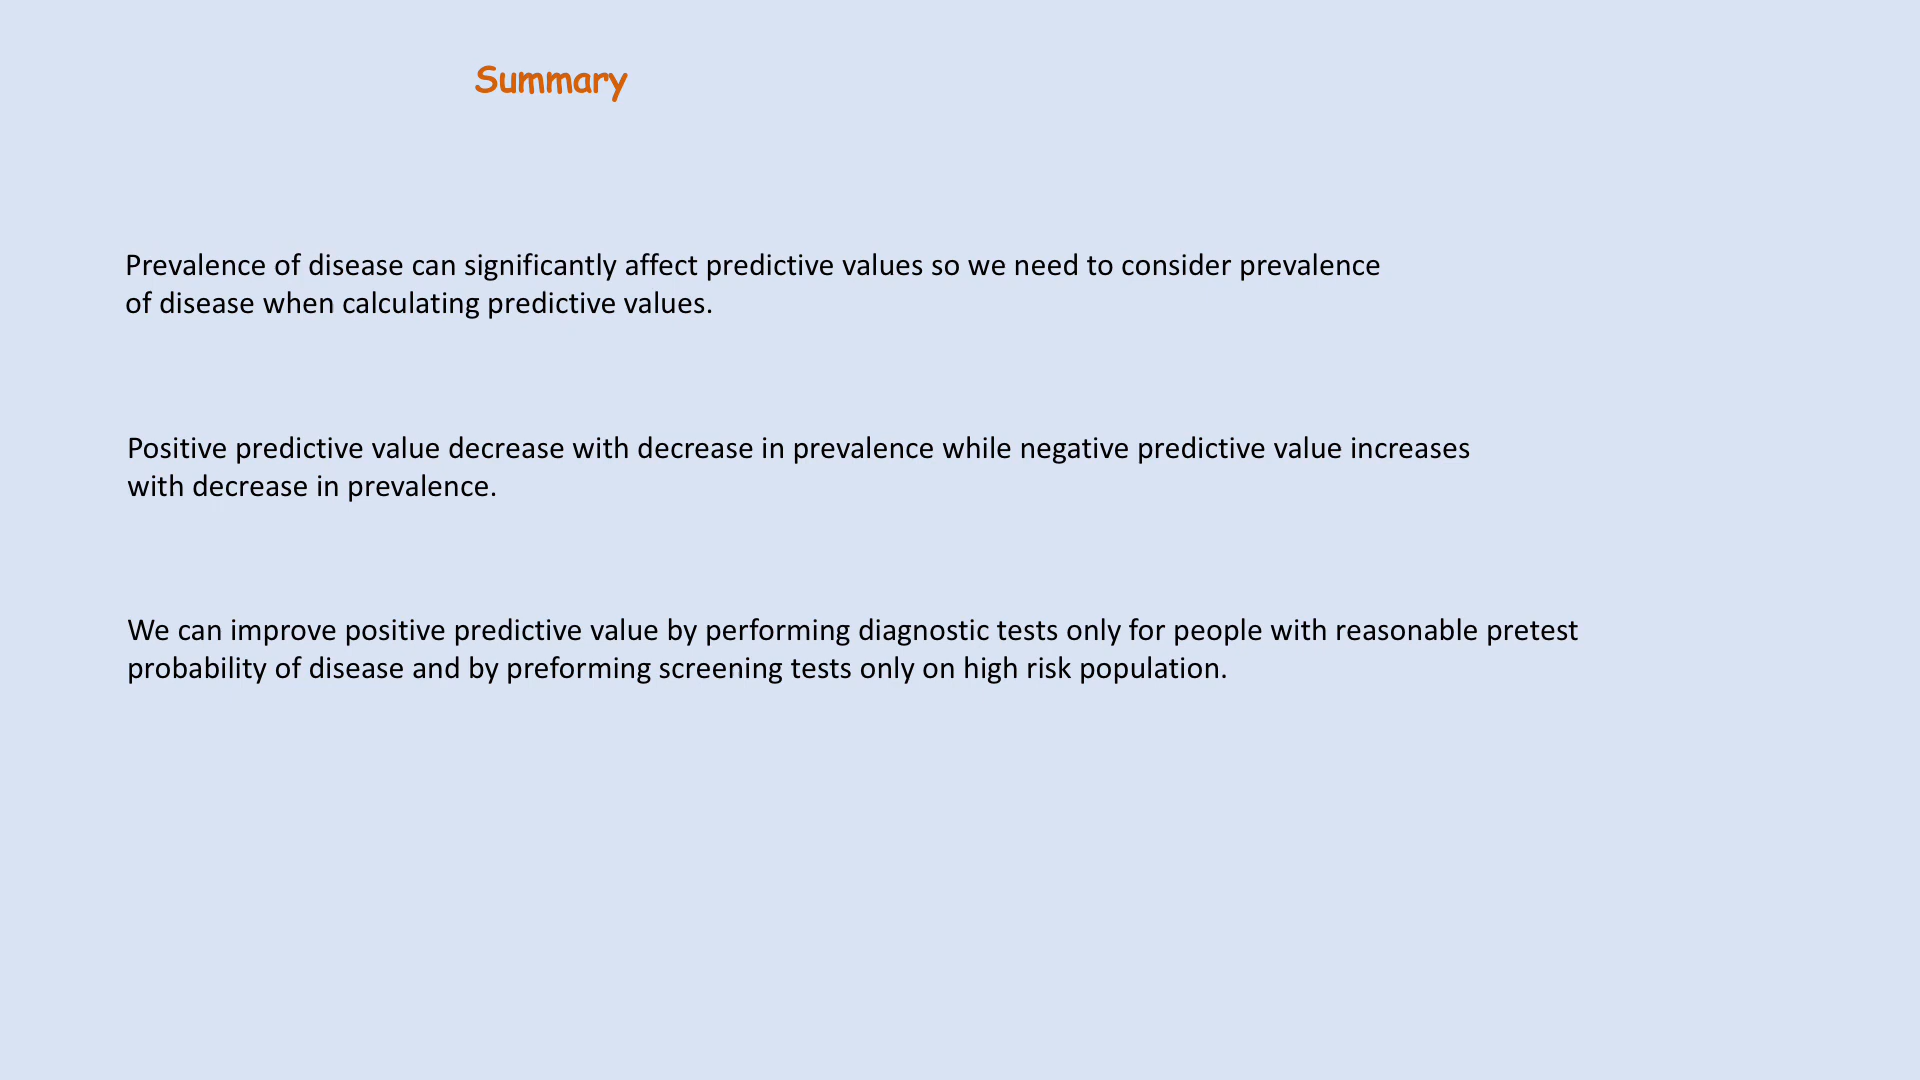 Summary
Prevalence of disease can significantly affect predictive values so we need to consider prevalence
of disease when calculating predictive values.
Positive predictive value decrease with decrease in prevalence while negative predictive value increases
with decrease in prevalence.
We can improve positive predictive value by performing diagnostic tests only for people with reasonable pretest
probability of disease and by preforming screening tests only on high risk population.